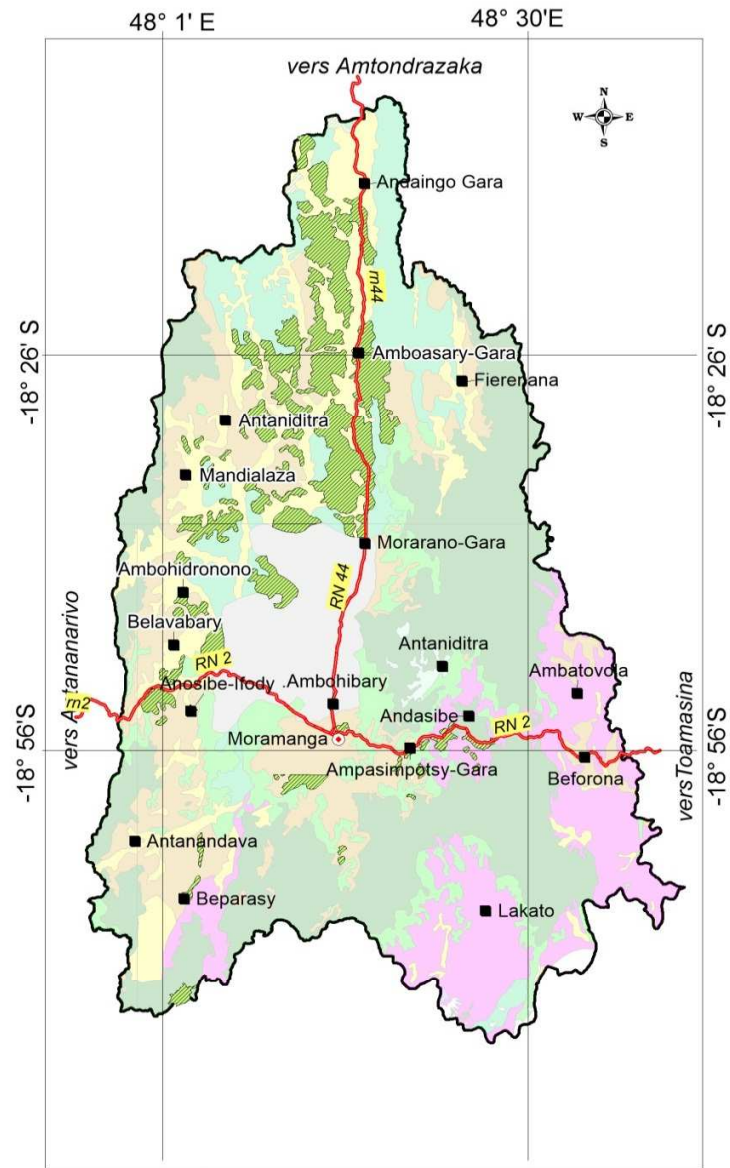 48° 1' E
48° 30'E
vers Amtondrazaka
N
W E
S
Andaingo Gara
rn44
-18° 26' S
-18° 26' S
Amboasary-Gara
Fierenana
Antaniditra
Mandialaza
Morarano-Gara
Ambohidronono
RN 44
Belavabary
Antaniditra
vers Antananarivo
RN 2
Ambatovola
Anosibe-Ifody
.Ambohibary
rn2
Andasibe
RN 2
Moramanga
-18° 56' S
-18° 56'S
Ampasimpotsy-Gara
Beforona
versToamasina
Antanandava
Beparasy
Lakato